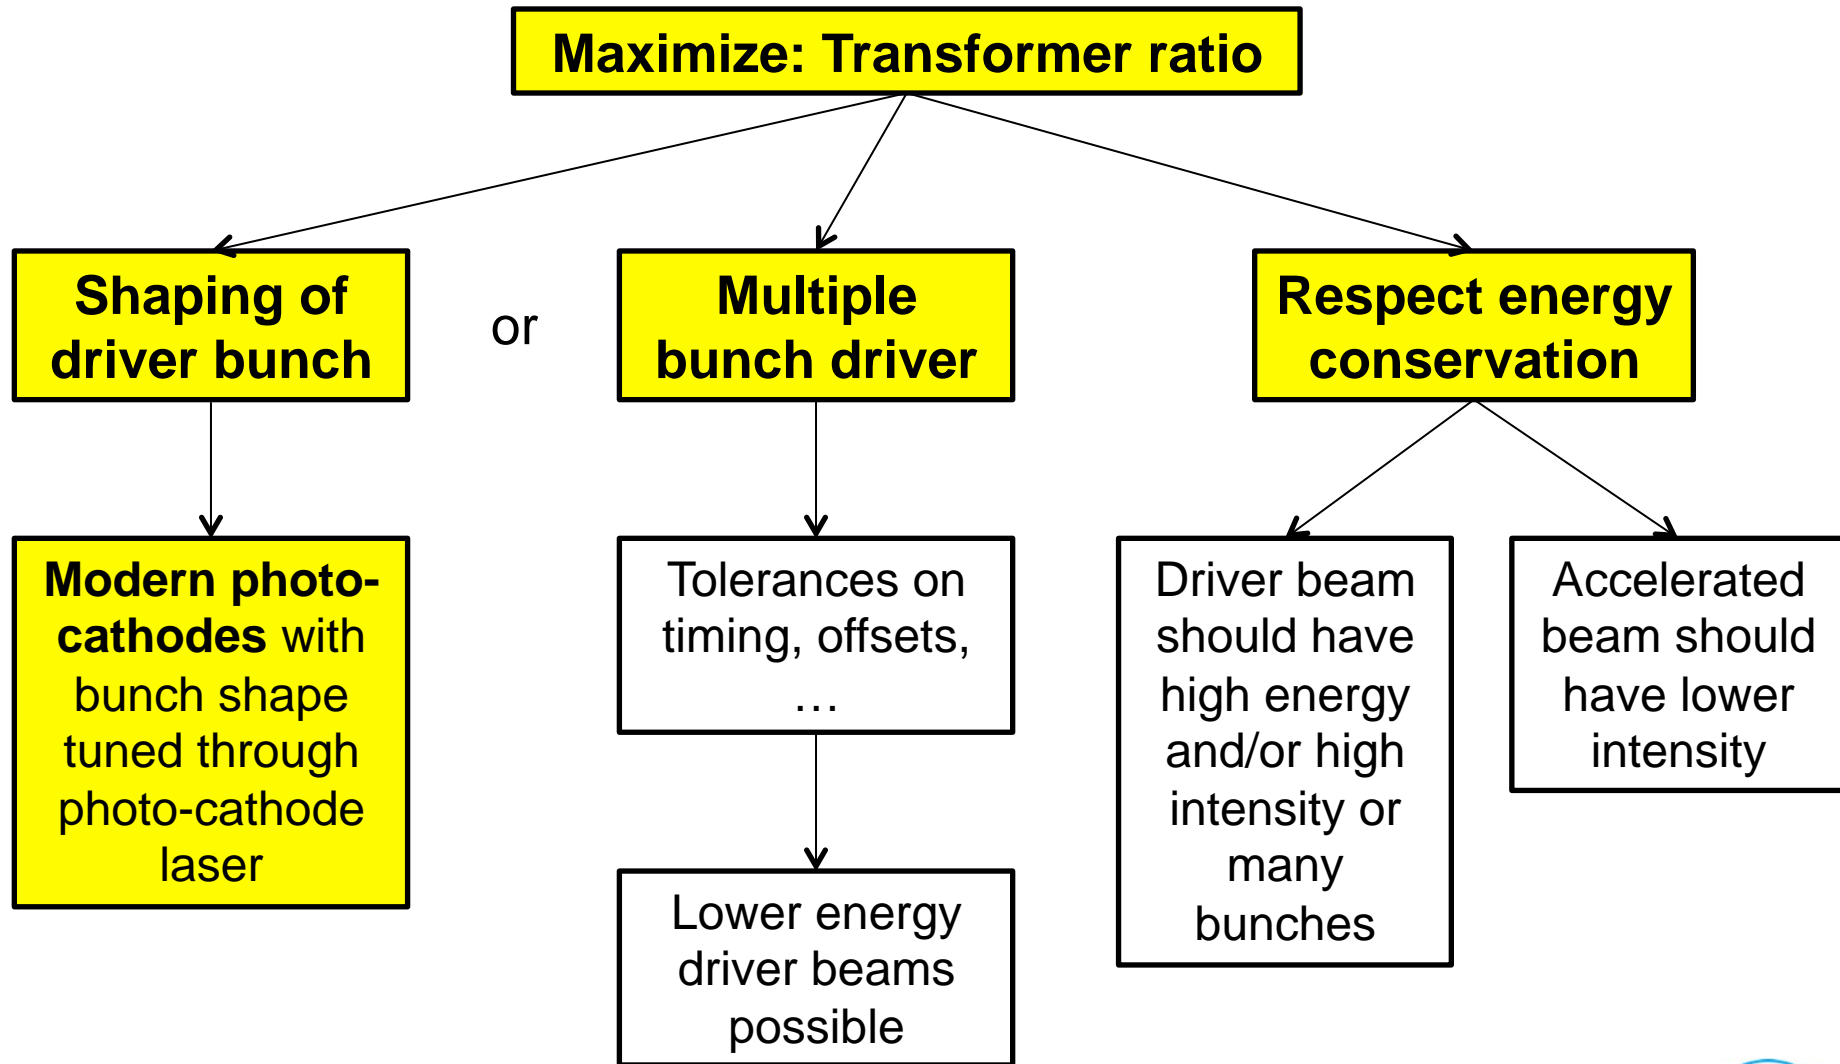 Maximize: Transformer ratio
Shaping of
driver bunch
or
Multiple
bunch driver
Respect energy
conservation
Modern photo-
cathodes with
bunch shape
tuned through
photo-cathode
laser
Tolerances on
timing, offsets,
…
Lower energy
driver beams
possible
Driver beam
should have
high energy
and/or high
intensity or
many
bunches
Accelerated
beam should
have lower
intensity